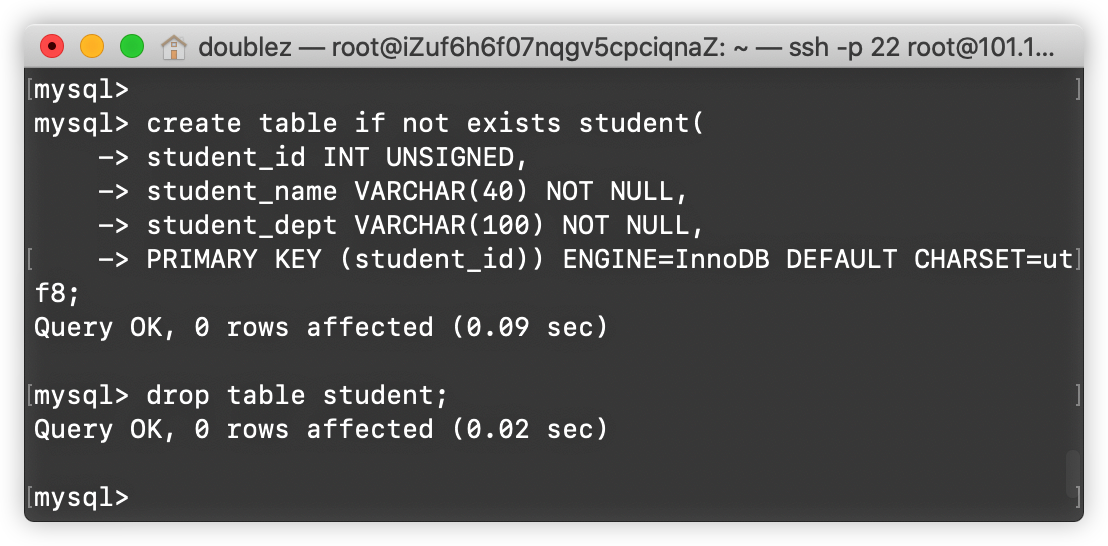 doublez — root@iZuf6h6f07nqgv5cpciqnaZ: ~ — ssh -p 22 root@101.1...
[mysql> ]
mysql> create table if not exists student(
    -> student_id INT UNSIGNED,
    -> student_name VARCHAR(40) NOT NULL,
    -> student_dept VARCHAR(100) NOT NULL,
[    -> PRIMARY KEY (student_id)) ENGINE=InnoDB DEFAULT CHARSET=ut]
f8;
Query OK, 0 rows affected (0.09 sec)
[mysql> drop table student; ]
Query OK, 0 rows affected (0.02 sec)
[mysql> ]